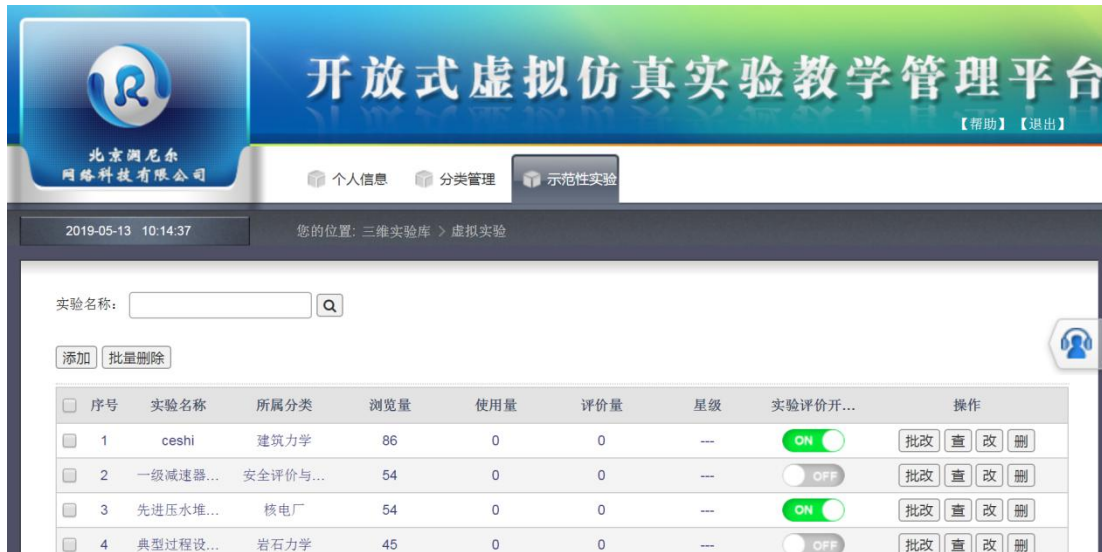 开放式虚拟仿真实验教学管理平台
【帮助】 【退出】
北京润尼尔
网络科技有限公司
个人信息 分类管理 示范性实验
2019-05-13 10:14:37 您的位置: 三维实验库 > 虚拟实验
实验名称:
添加 批量删除
序号 实验名称 所属分类 浏览量 使用量 评价量 星级 实验评价开... 操作
1 ceshi 建筑力学 86 0 0 --- ON 批改 查 改 删
2 一级减速器... 安全评价与... 54 0 0 --- OFF 批改 查 改 删
3 先进压水堆... 核电厂 54 0 0 --- ON 批改 查 改 删
4 典型过程设... 岩石力学 45 0 0 --- OFF 批改 查 改 删